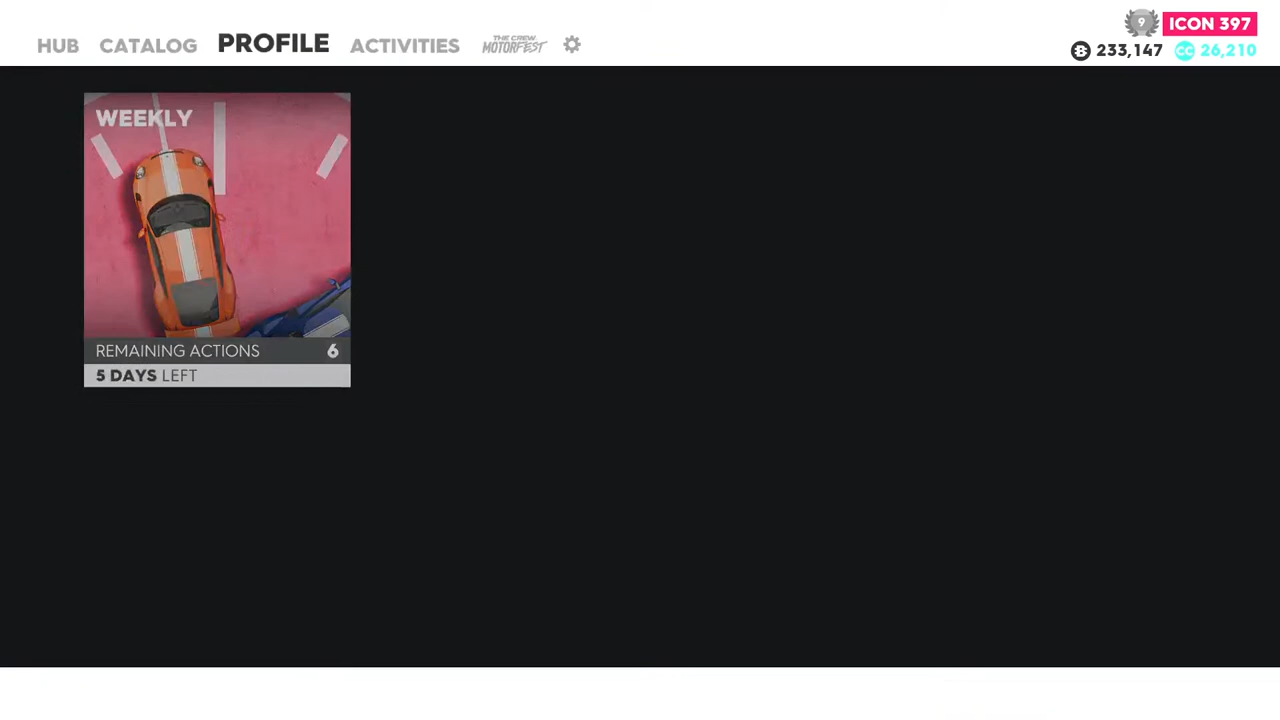 HUB CATALOG PROFILE ACTIVITIES THE CREW MOTORFEST
9 ICON 397
233,147 CC 26,210
WEEKLY
REMAINING ACTIONS 6
5 DAYS LEFT